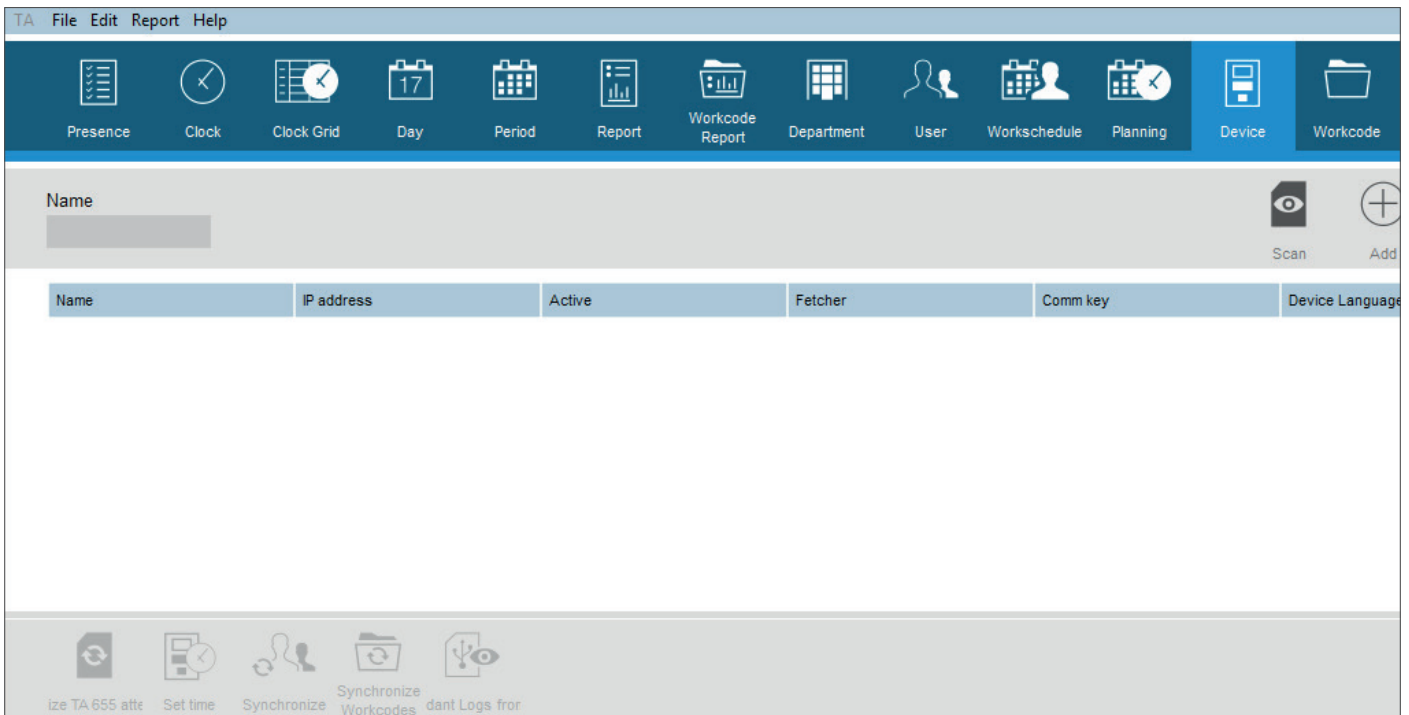 TA File Edit Report Help
Presence Clock Clock Grid 17 Day Period Report Workcode Report Department User Workschedule Planning Device Workcode
Name
Scan Add
Name IP address Active Fetcher Comm key Device Language
ize TA 655 atte Set time Synchronize Synchronize Workcodes dant Logs fror